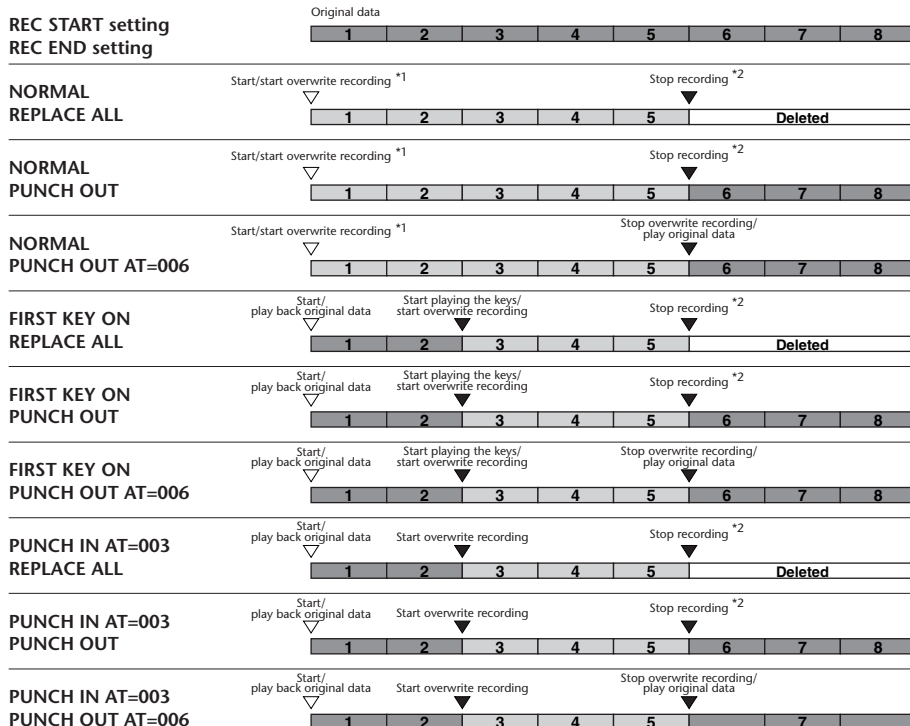 Original data
REC START setting
REC END setting
1 2 3 4 5 6 7 8
Start/start overwrite recording *1
Stop recording *2
NORMAL
REPLACE ALL
1 2 3 4 5 Deleted
Start/start overwrite recording *1
Stop recording *2
NORMAL
PUNCH OUT
1 2 3 4 5 6 7 8
Start/start overwrite recording *1
Stop overwrite recording/
play original data
NORMAL
PUNCH OUT AT=006
1 2 3 4 5 6 7 8
Start/
play back original data
Start playing the keys/
start overwrite recording
Stop recording *2
FIRST KEY ON
REPLACE ALL
1 2 3 4 5 Deleted
Start/
play back original data
Start playing the keys/
start overwrite recording
Stop recording *2
FIRST KEY ON
PUNCH OUT
1 2 3 4 5 6 7 8
Start/
play back original data
Start playing the keys/
start overwrite recording
Stop overwrite recording/
play original data
FIRST KEY ON
PUNCH OUT AT=006
1 2 3 4 5 6 7 8
Start/
play back original data
Start overwrite recording
Stop recording *2
PUNCH IN AT=003
REPLACE ALL
1 2 3 4 5 Deleted
Start/
play back original data
Start overwrite recording
Stop recording *2
PUNCH IN AT=003
PUNCH OUT
1 2 3 4 5 6 7 8
Start/
play back original data
Start overwrite recording
Stop overwrite recording/
play original data
PUNCH IN AT=003
PUNCH OUT AT=006
1 2 3 4 5 6 7 8